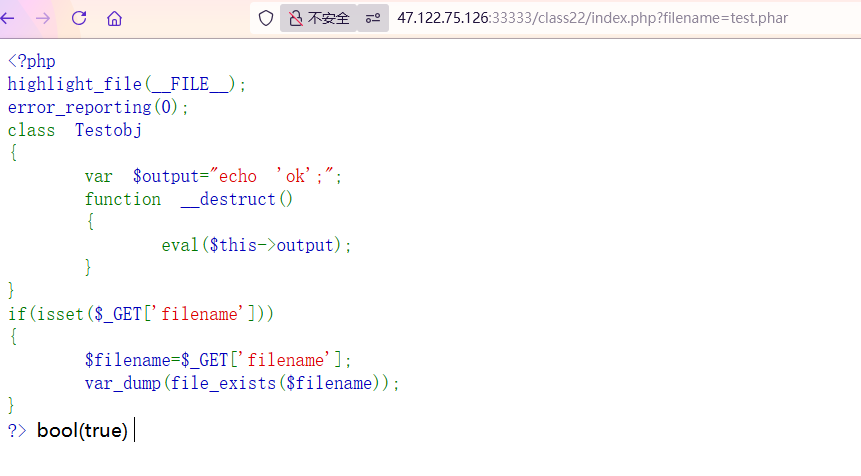 不安全 47.122.75.126:33333/class22/index.php?filename=test.phar
<?php
highlight_file(__FILE__);
error_reporting(0);
class Testobj
{
var $output="echo 'ok';";
function __destruct()
{
eval($this->output);
}
}
if(isset($_GET['filename']))
{
$filename=$_GET['filename'];
var_dump(file_exists($filename));
}
?> bool(true)